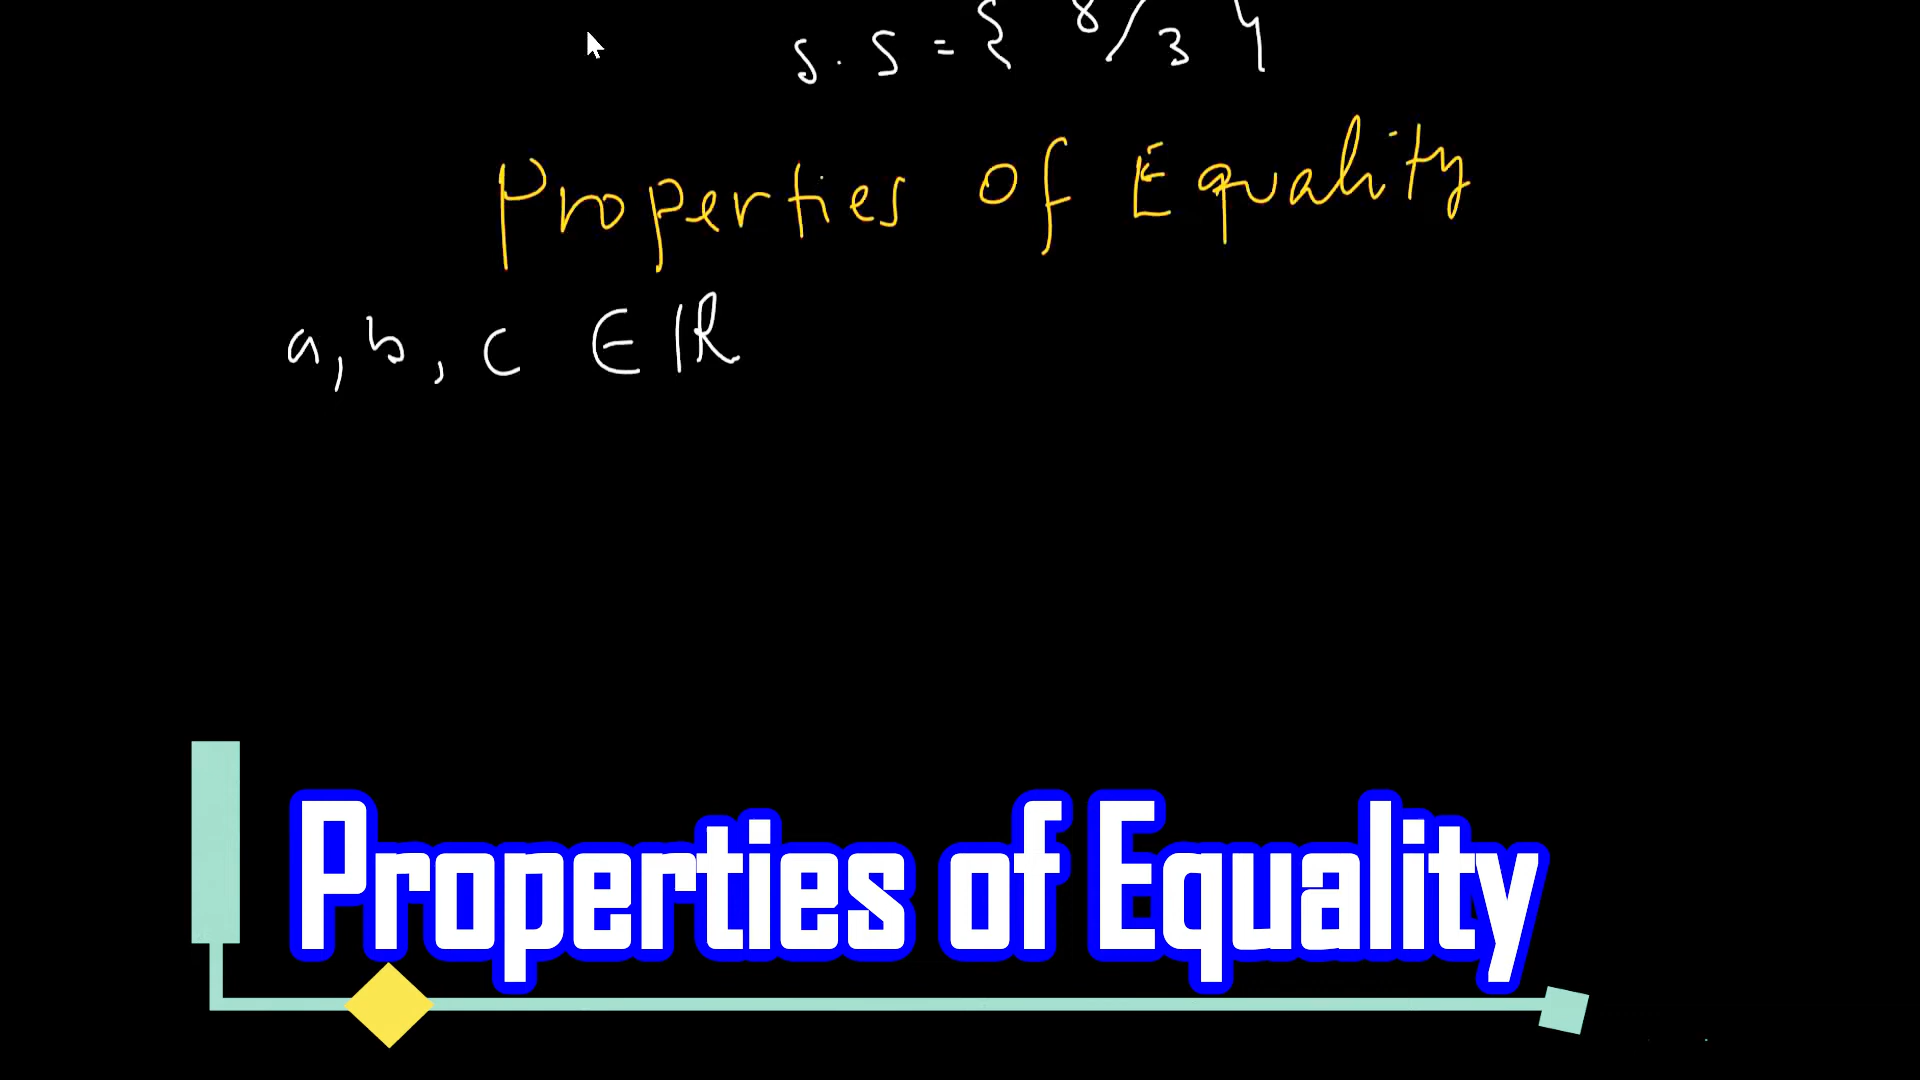 S.S = { 8/3 }
Properties of Equality
a, b, c ∈ ℝ
Properties of Equality